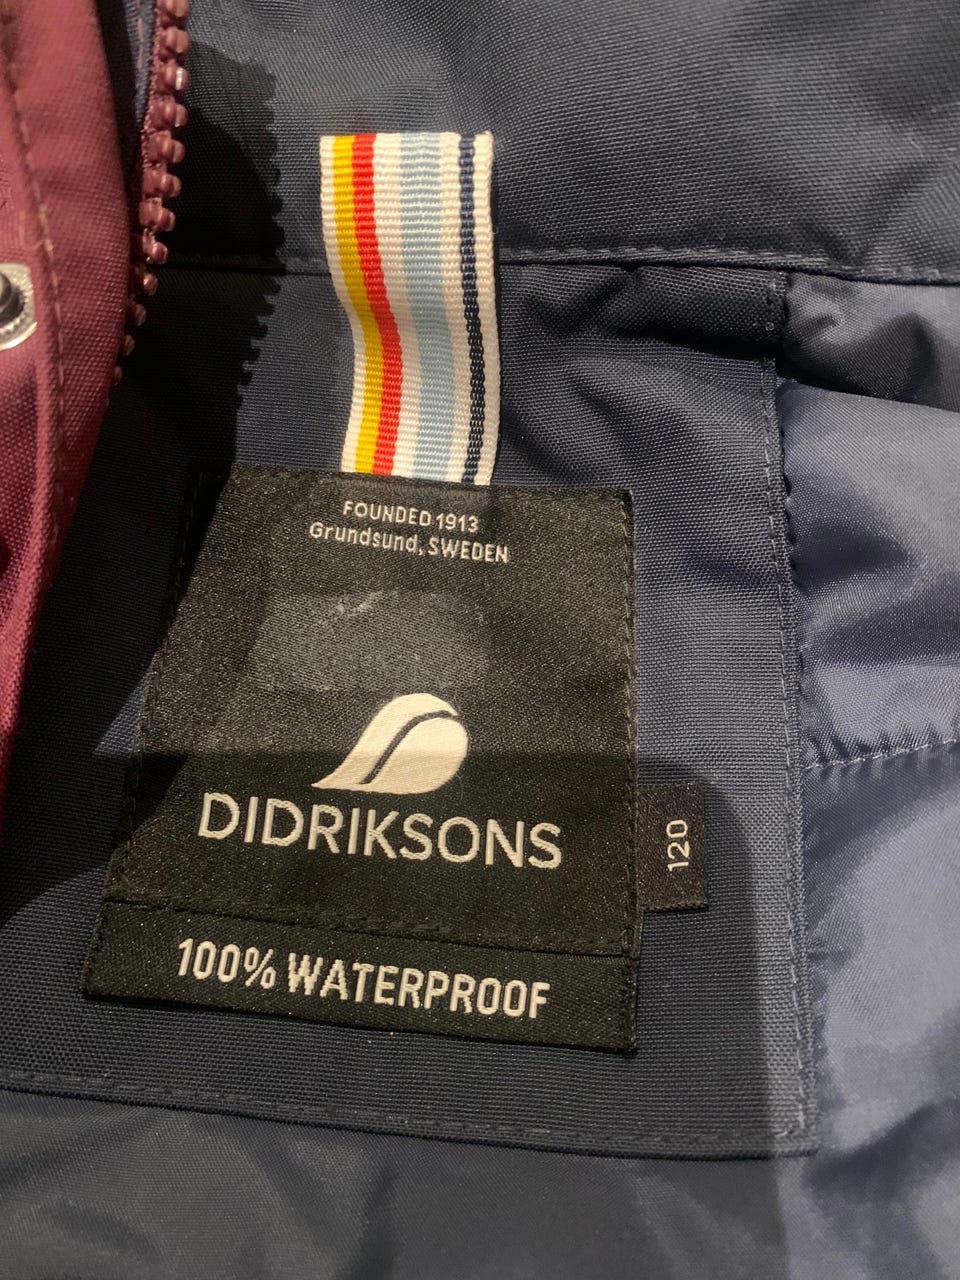 FOUNDED 1913
Grundsund, SWEDEN
DIDRIKSONS
120
100% WATERPROOF